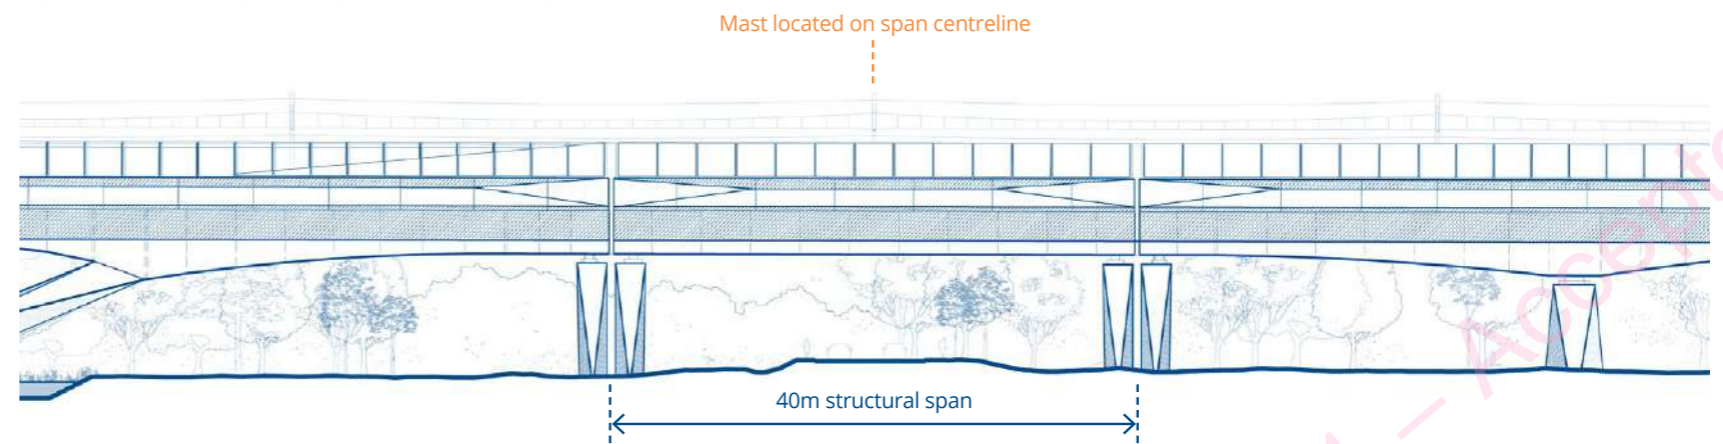 Mast located on span centreline
40m structural span